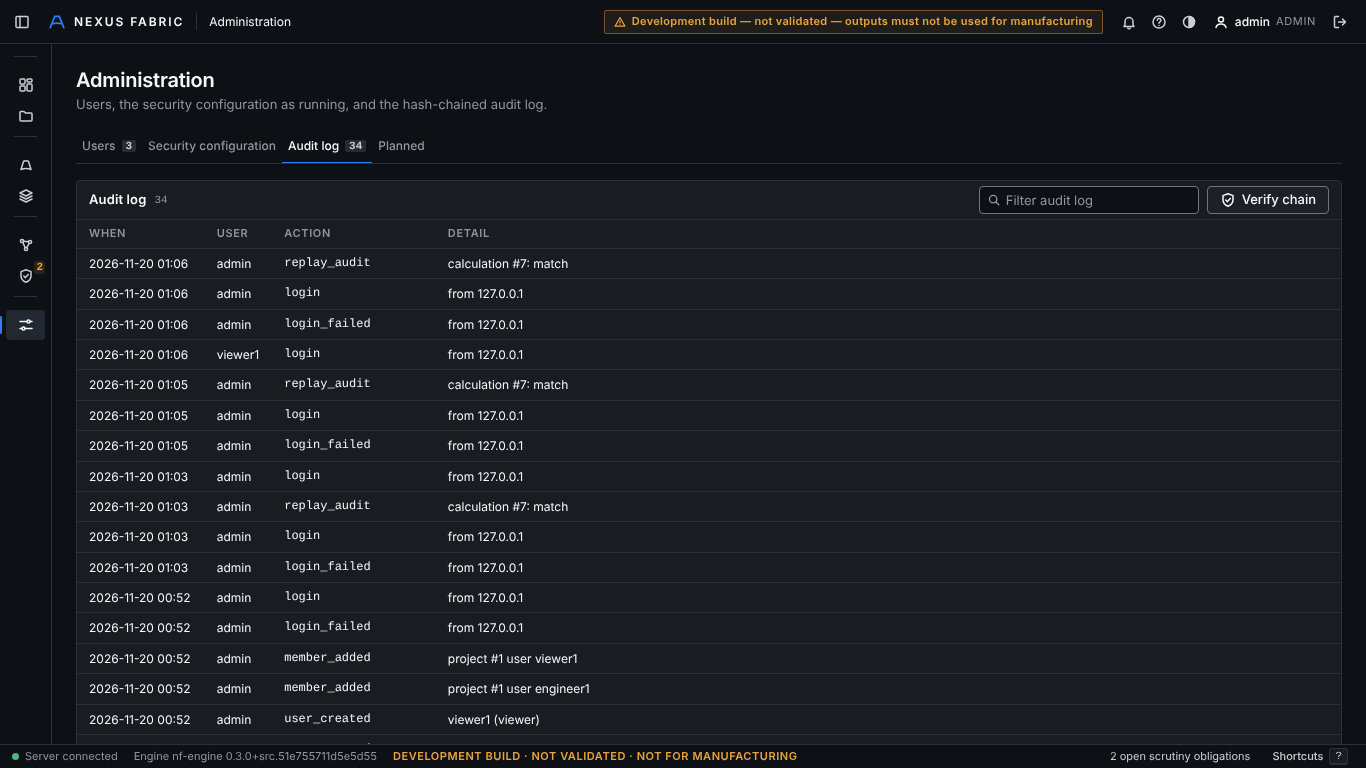 NEXUS FABRIC Administration Development build — not validated — outputs must not be used for manufacturing admin ADMIN
Administration
Users, the security configuration as running, and the hash-chained audit log.
Users 3 Security configuration Audit log 34 Planned
Audit log 34 Filter audit log Verify chain
WHEN USER ACTION DETAIL
2026-11-20 01:06 admin replay_audit calculation #7: match
2026-11-20 01:06 admin login from 127.0.0.1
2026-11-20 01:06 admin login_failed from 127.0.0.1
2026-11-20 01:06 viewer1 login from 127.0.0.1
2026-11-20 01:05 admin replay_audit calculation #7: match
2026-11-20 01:05 admin login from 127.0.0.1
2026-11-20 01:05 admin login_failed from 127.0.0.1
2026-11-20 01:03 admin login from 127.0.0.1
2026-11-20 01:03 admin replay_audit calculation #7: match
2026-11-20 01:03 admin login from 127.0.0.1
2026-11-20 01:03 admin login_failed from 127.0.0.1
2026-11-20 00:52 admin login from 127.0.0.1
2026-11-20 00:52 admin login_failed from 127.0.0.1
2026-11-20 00:52 admin member_added project #1 user viewer1
2026-11-20 00:52 admin member_added project #1 user engineer1
2026-11-20 00:52 admin user_created viewer1 (viewer)
2
Server connected Engine nf-engine 0.3.0+src.51e755711d5e5d55 DEVELOPMENT BUILD · NOT VALIDATED · NOT FOR MANUFACTURING 2 open scrutiny obligations Shortcuts ?